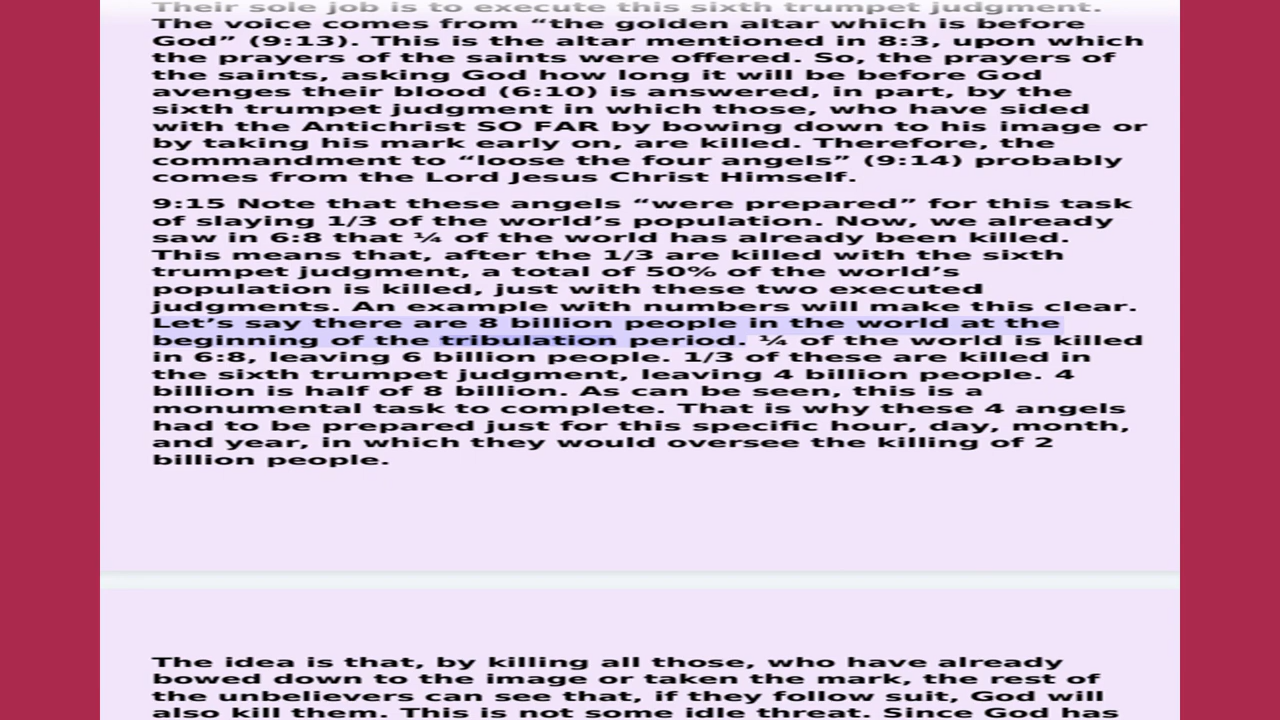 Their sole job is to execute this sixth trumpet judgment.
The voice comes from “the golden altar which is before
God” (9:13). This is the altar mentioned in 8:3, upon which
the prayers of the saints were offered. So, the prayers of
the saints, asking God how long it will be before God
avenges their blood (6:10) is answered, in part, by the
sixth trumpet judgment in which those, who have sided
with the Antichrist SO FAR by bowing down to his image or
by taking his mark early on, are killed. Therefore, the
commandment to “loose the four angels” (9:14) probably
comes from the Lord Jesus Christ Himself.
9:15 Note that these angels “were prepared” for this task
of slaying 1/3 of the world’s population. Now, we already
saw in 6:8 that ¼ of the world has already been killed.
This means that, after the 1/3 are killed with the sixth
trumpet judgment, a total of 50% of the world’s
population is killed, just with these two executed
judgments. An example with numbers will make this clear.
Let’s say there are 8 billion people in the world at the
beginning of the tribulation period. ¼ of the world is killed
in 6:8, leaving 6 billion people. 1/3 of these are killed in
the sixth trumpet judgment, leaving 4 billion people. 4
billion is half of 8 billion. As can be seen, this is a
monumental task to complete. That is why these 4 angels
had to be prepared just for this specific hour, day, month,
and year, in which they would oversee the killing of 2
billion people.
The idea is that, by killing all those, who have already
bowed down to the image or taken the mark, the rest of
the unbelievers can see that, if they follow suit, God will
also kill them. This is not some idle threat. Since God has